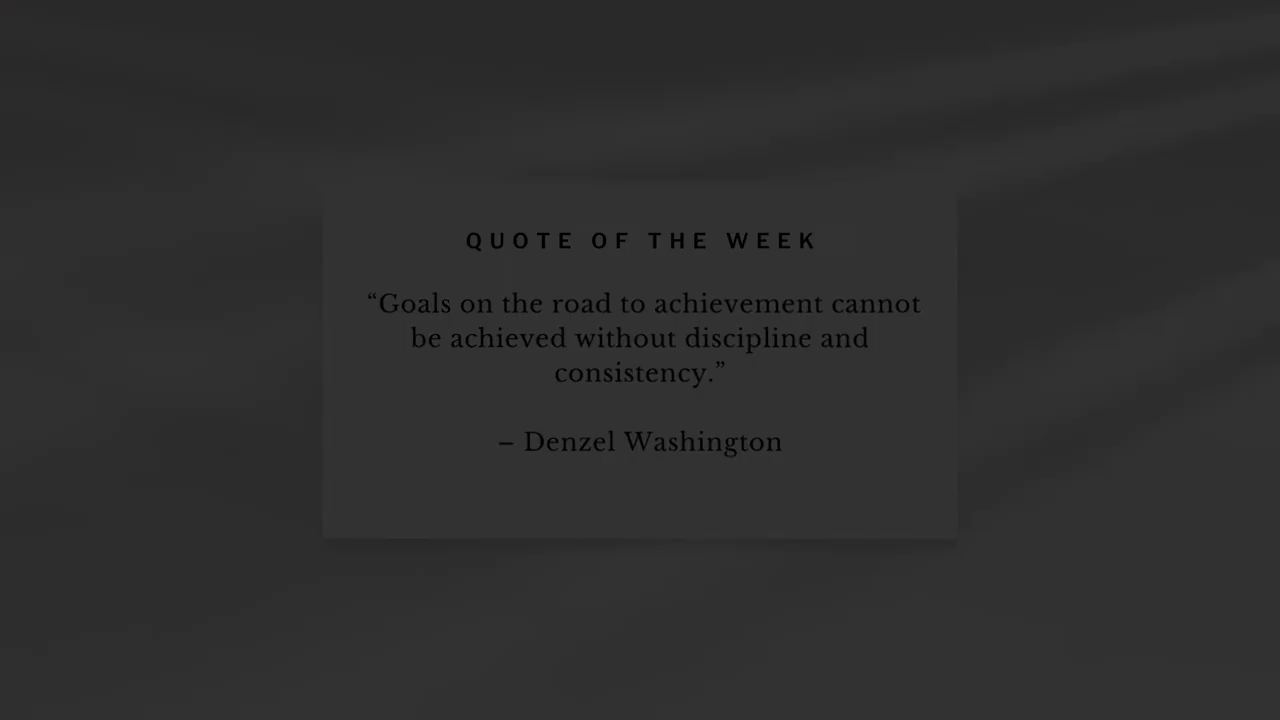 QUOTE OF THE WEEK
“Goals on the road to achievement cannot
be achieved without discipline and
consistency.”
– Denzel Washington